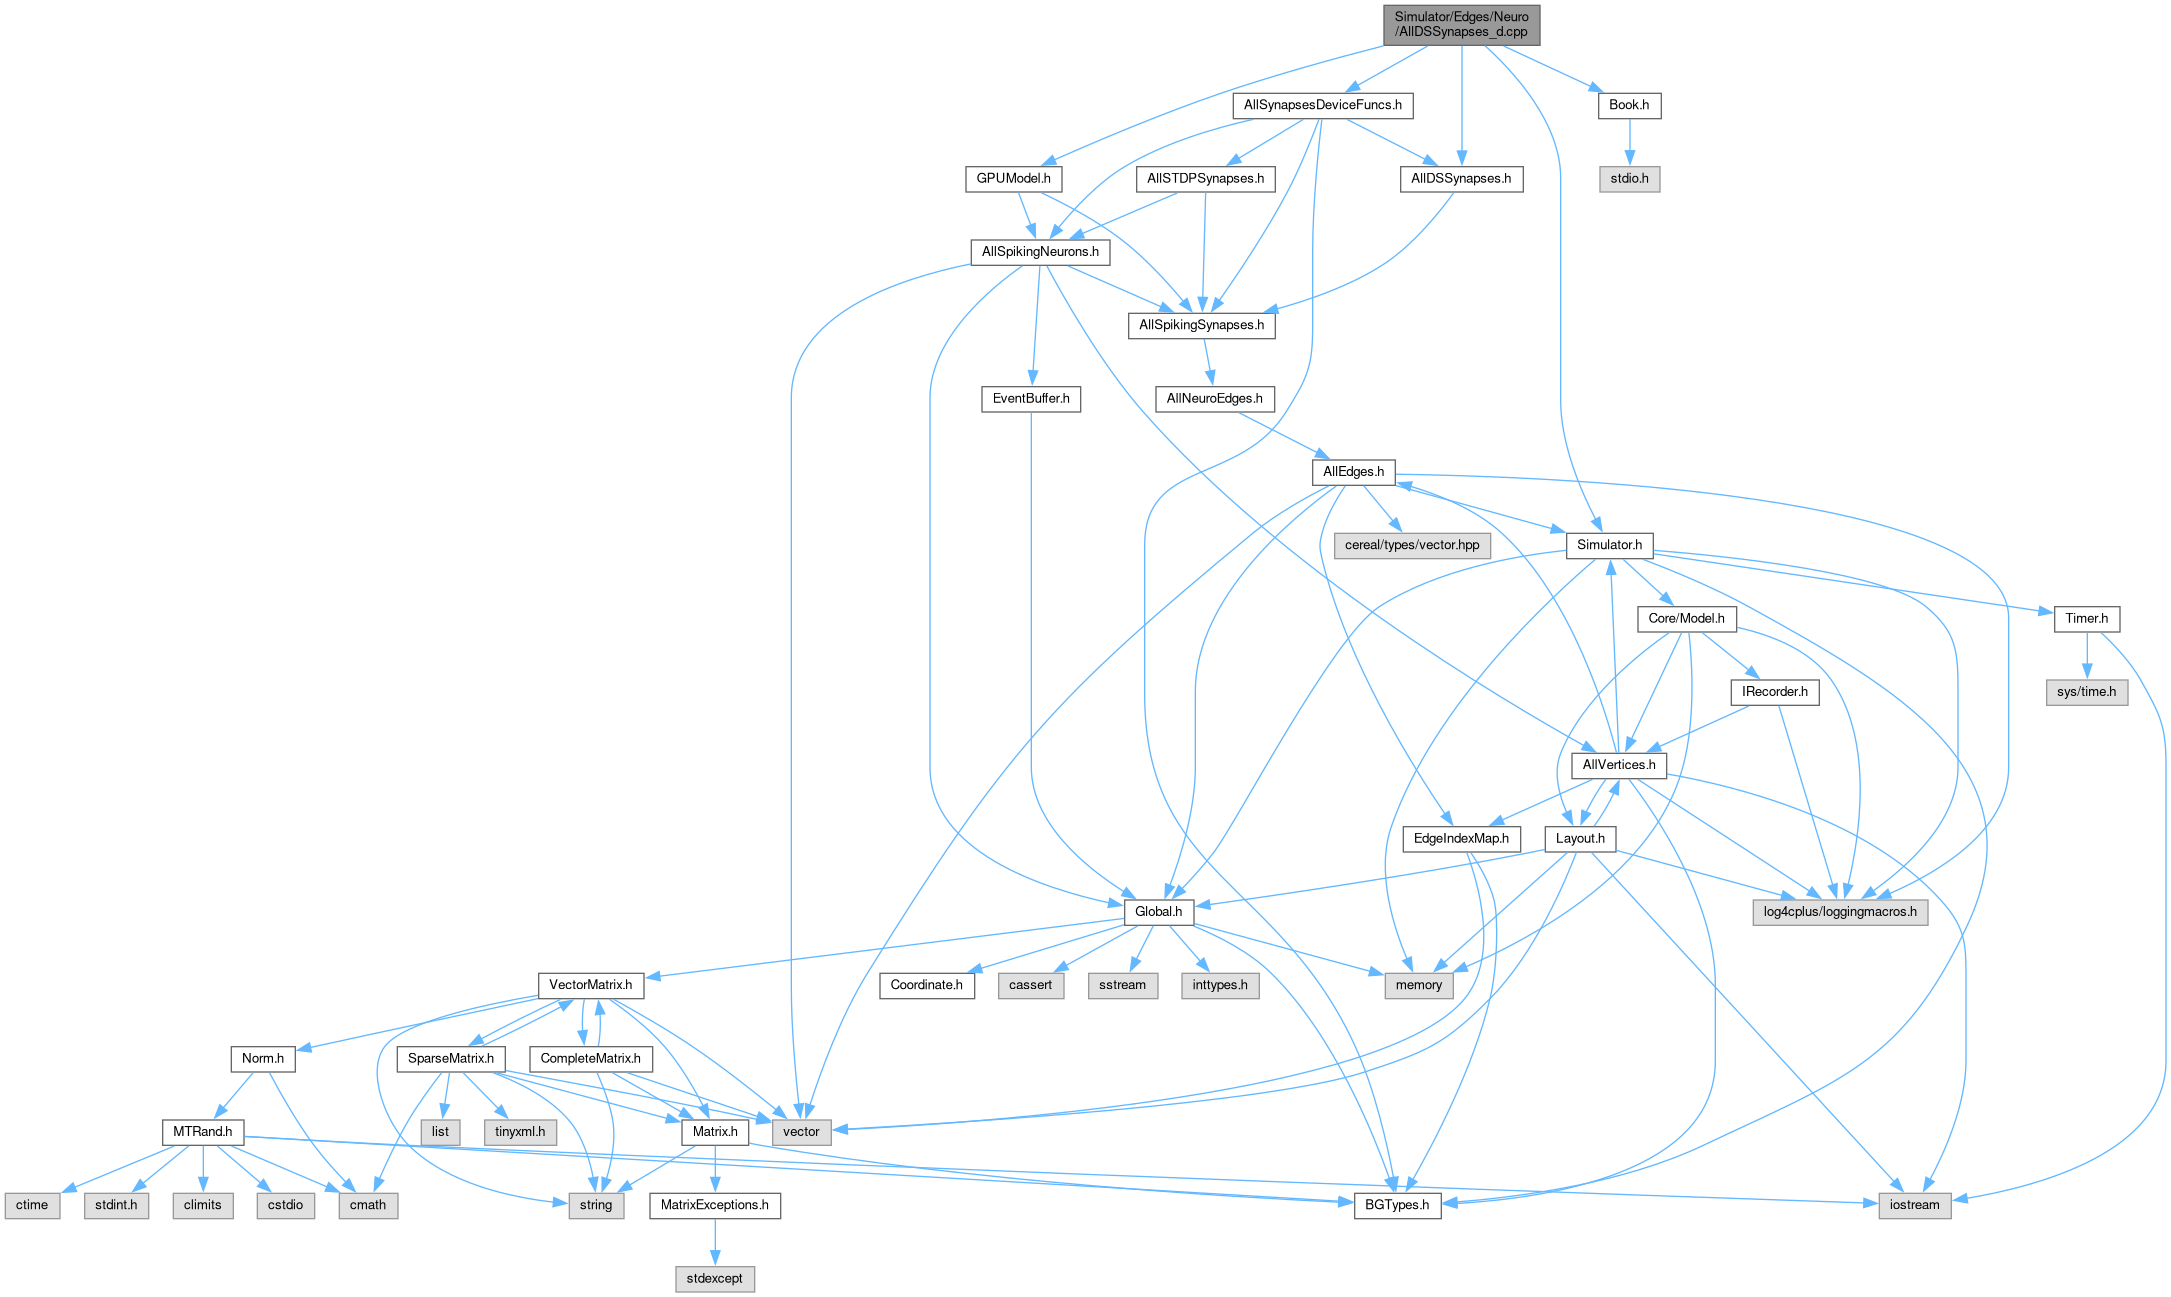 Simulator/Edges/Neuro
/AllDSSynapses_d.cpp
AllSynapsesDeviceFuncs.h
Book.h
GPUModel.h
AllSTDPSynapses.h
AllDSSynapses.h
stdio.h
AllSpikingNeurons.h
AllSpikingSynapses.h
EventBuffer.h
AllNeuroEdges.h
AllEdges.h
cereal/types/vector.hpp
Simulator.h
Core/Model.h
Timer.h
IRecorder.h
sys/time.h
AllVertices.h
EdgeIndexMap.h
Layout.h
Global.h
log4cplus/loggingmacros.h
VectorMatrix.h
Coordinate.h
cassert
sstream
inttypes.h
memory
Norm.h
SparseMatrix.h
CompleteMatrix.h
MTRand.h
list
tinyxml.h
Matrix.h
vector
ctime
stdint.h
climits
cstdio
cmath
string
MatrixExceptions.h
BGTypes.h
iostream
stdexcept